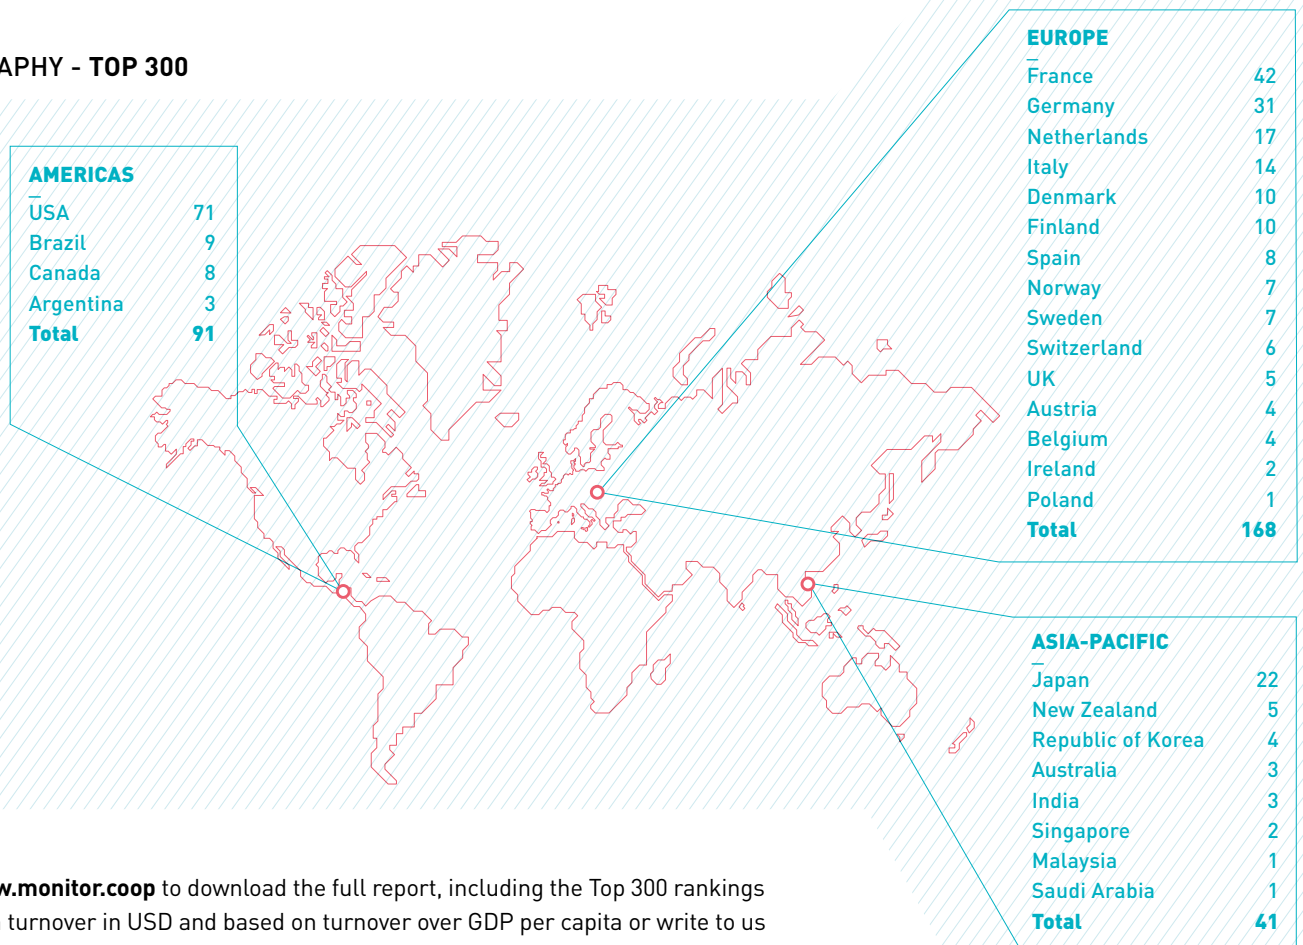 APHY - TOP 300
AMERICAS
USA 71
Brazil 9
Canada 8
Argentina 3
Total 91
EUROPE
France 42
Germany 31
Netherlands 17
Italy 14
Denmark 10
Finland 10
Spain 8
Norway 7
Sweden 7
Switzerland 6
UK 5
Austria 4
Belgium 4
Ireland 2
Poland 1
Total 168
ASIA-PACIFIC
Japan 22
New Zealand 5
Republic of Korea 4
Australia 3
India 3
Singapore 2
Malaysia 1
Saudi Arabia 1
Total 41
w.monitor.coop to download the full report, including the Top 300 rankings
turnover in USD and based on turnover over GDP per capita or write to us